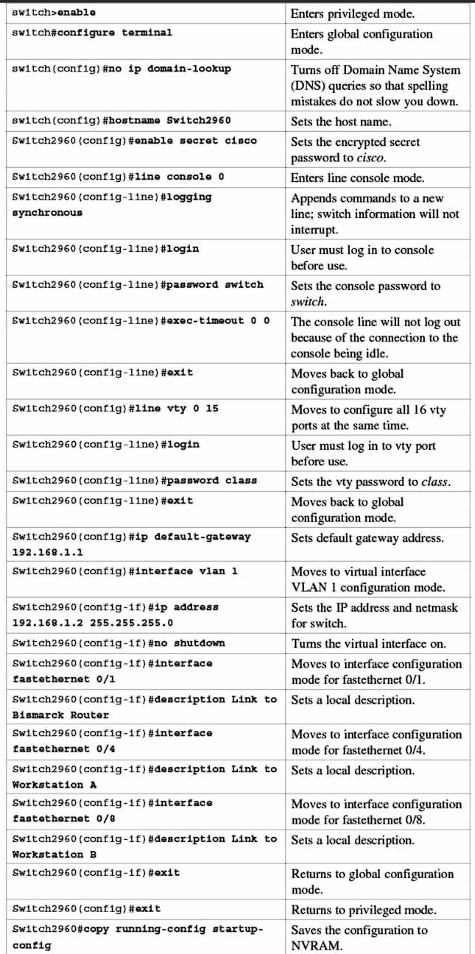 switch>enable
Enters privileged mode.
switch#configure terminal
Enters global configuration
mode.
switch(config)#no ip domain-lookup
Turns off Domain Name System
(DNS) queries so that spelling
mistakes do not slow you down.
switch(config)#hostname Switch2960
Sets the host name.
Switch2960(config)#enable secret cisco
Sets the encrypted secret
password to cisco.
Switch2960(config)#line console 0
Enters line console mode.
Switch2960(config-line)#logging
synchronous
Appends commands to a new
line; switch information will not
interrupt.
Switch2960(config-line)#login
User must log in to console
before use.
Switch2960(config-line)#password switch
Sets the console password to
switch.
Switch2960(config-line)#exec-timeout 0 0
The console line will not log out
because of the connection to the
console being idle.
Switch2960(config-line)#exit
Moves back to global
configuration mode.
Switch2960(config)#line vty 0 15
Moves to configure all 16 vty
ports at the same time.
Switch2960(config-line)#login
User must log in to vty port
before use.
Switch2960(config-line)#password class
Sets the vty password to class.
Switch2960(config-line)#exit
Moves back to global
configuration mode.
Switch2960(config)#ip default-gateway
192.168.1.1
Sets default gateway address.
Switch2960(config)#interface vlan 1
Moves to virtual interface
VLAN 1 configuration mode.
Switch2960(config-if)#ip address
192.168.1.2 255.255.255.0
Sets the IP address and netmask
for switch.
Switch2960(config-if)#no shutdown
Turns the virtual interface on.
Switch2960(config-if)#interface
fastethernet 0/1
Moves to interface configuration
mode for fastethernet 0/1.
Switch2960(config-if)#description Link to
Bismarck Router
Sets a local description.
Switch2960(config-if)#interface
fastethernet 0/4
Moves to interface configuration
mode for fastethernet 0/4.
Switch2960(config-if)#description Link to
Workstation A
Sets a local description.
Switch2960(config-if)#interface
fastethernet 0/8
Moves to interface configuration
mode for fastethernet 0/8.
Switch2960(config-if)#description Link to
Workstation B
Sets a local description.
Switch2960(config-if)#exit
Returns to global configuration
mode.
Switch2960(config)#exit
Returns to privileged mode.
Switch2960#copy running-config startup-
config
Saves the configuration to
NVRAM.